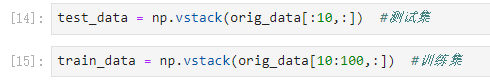 [14]: test_data = np.vstack(orig_data[:10,:])  #测试集
[15]: train_data = np.vstack(orig_data[10:100,:])  #训练集